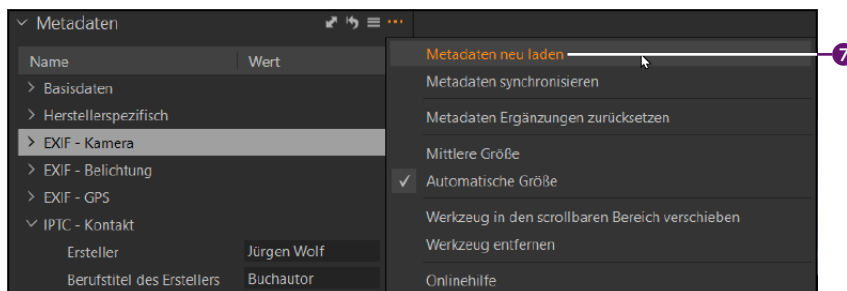 Metadaten
Name Wert
Basisdaten
Herstellerspezifisch
EXIF - Kamera
EXIF - Belichtung
EXIF - GPS
IPTC - Kontakt
Ersteller Jürgen Wolf
Berufstitel des Erstellers Buchautor
Metadaten neu laden
7
Metadaten synchronisieren
Metadaten Ergänzungen zurücksetzen
Mittlere Größe
Automatische Größe
Werkzeug in den scrollbaren Bereich verschieben
Werkzeug entfernen
Onlinehilfe